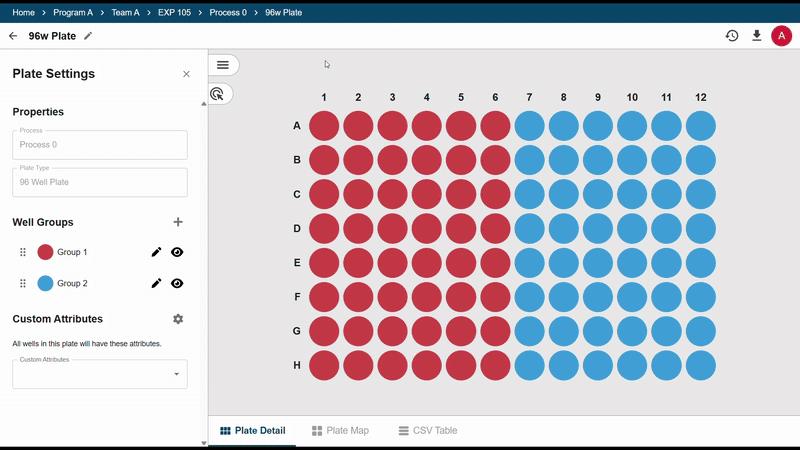 Home > Program A > Team A > EXP 105 > Process 0 > 96w Plate
96w Plate
A
Plate Settings
Properties
Process
Process 0
Plate Type
96 Well Plate
Well Groups
Group 1
Group 2
Custom Attributes
All wells in this plate will have these attributes.
Custom Attributes
1 2 3 4 5 6 7 8 9 10 11 12
A
B
C
D
E
F
G
H
Plate Detail Plate Map CSV Table